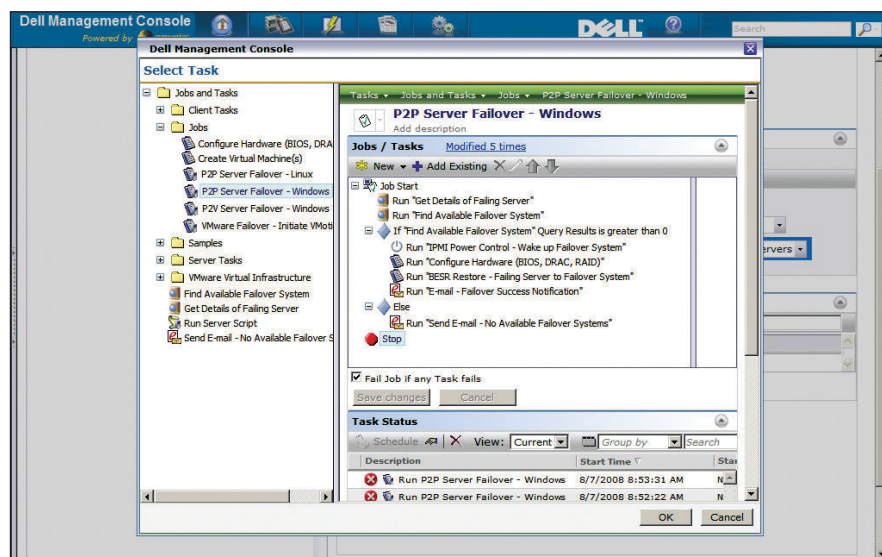 Dell Management Console
Powered by
DELL
Search
Dell Management Console
Select Task
Jobs and Tasks
Client Tasks
Jobs
Configure Hardware (BIOS, DRA
Create Virtual Machine(s)
P2P Server Failover - Linux
P2P Server Failover - Windows
P2V Server Failover - Windows
VMware Failover - Initiate VMoti
Samples
Server Tasks
VMware Virtual Infrastructure
Find Available Failover System
Get Details of Failing Server
Run Server Script
Send E-mail - No Available Failover S
Tasks Jobs and Tasks Jobs P2P Server Failover - Windows
P2P Server Failover - Windows
Add description
Jobs / Tasks Modified 5 times
New Add Existing
Job Start
Run "Get Details of Failing Server"
Run "Find Available Failover System"
If "Find Available Failover System" Query Results is greater than 0
Run "IPMI Power Control - Wake up Failover System"
Run "Configure Hardware (BIOS, DRAC, RAID)"
Run "BESR Restore - Failing Server to Failover System"
Run "E-mail - Failover Success Notification"
Else
Run "Send E-mail - No Available Failover Systems"
Stop
Fail Job if any Task fails
Save changes Cancel
Task Status
Schedule View: Current Group by Search
Description Start Time Star
Run P2P Server Failover - Windows 8/7/2008 8:53:31 AM N
Run P2P Server Failover - Windows 8/7/2008 8:52:22 AM N
OK Cancel
ervers